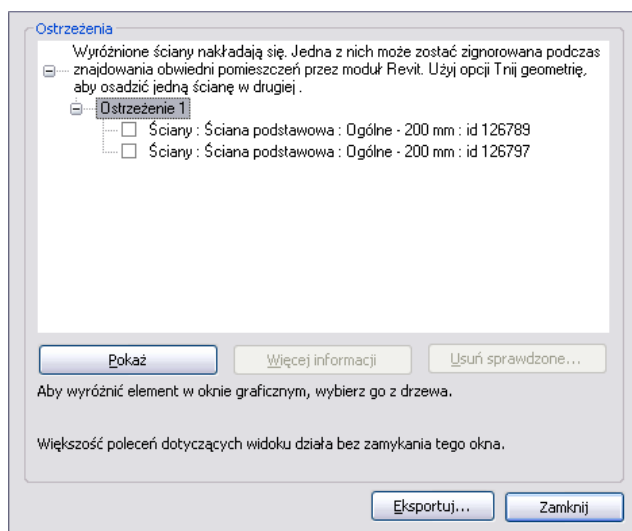 Ostrzeżenia
Wyróżnione ściany nakładają się. Jedna z nich może zostać zignorowana podczas
znajdowania obwiedni pomieszczeń przez moduł Revit. Użyj opcji Tnij geometrię,
aby osadzić jedną ścianę w drugiej .
Ostrzeżenie 1
Ściany : Ściana podstawowa : Ogólne - 200 mm : id 126789
Ściany : Ściana podstawowa : Ogólne - 200 mm : id 126797
Pokaż
Więcej informacji
Usuń sprawdzone...
Aby wyróżnić element w oknie graficznym, wybierz go z drzewa.
Większość poleceń dotyczących widoku działa bez zamykania tego okna.
Eksportuj...
Zamknij